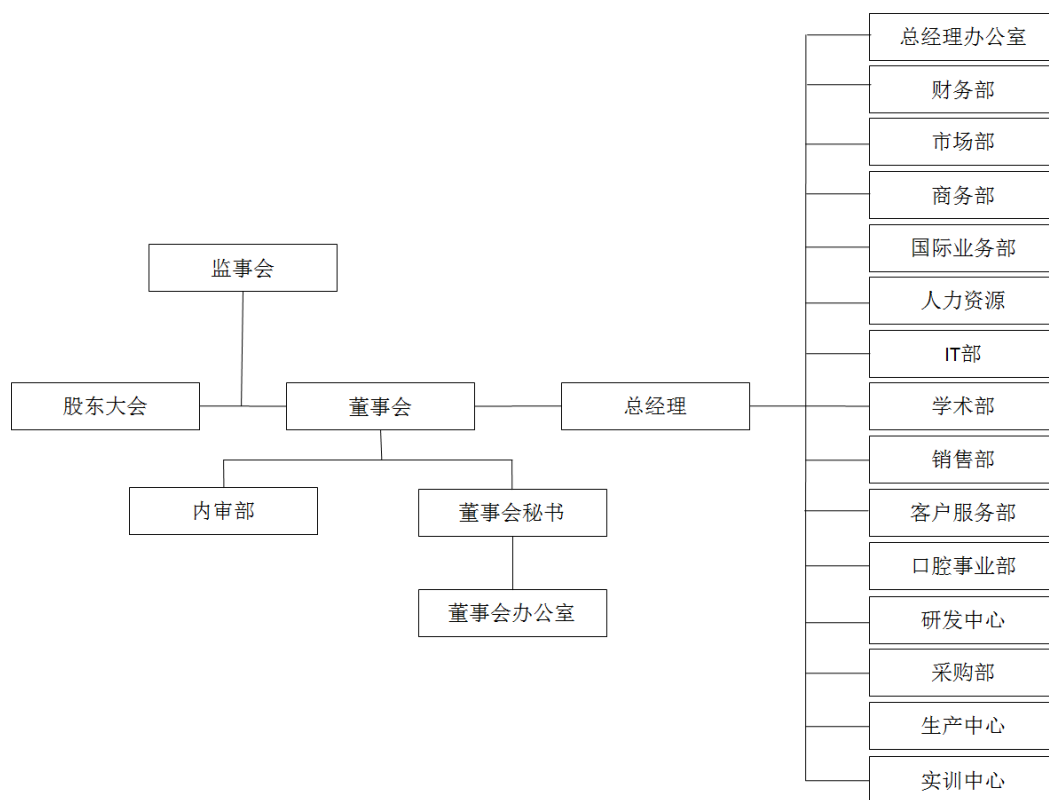 监事会
股东大会
董事会
总经理
内审部
董事会秘书
董事会办公室
总经理办公室
财务部
市场部
商务部
国际业务部
人力资源
IT部
学术部
销售部
客户服务部
口腔事业部
研发中心
采购部
生产中心
实训中心